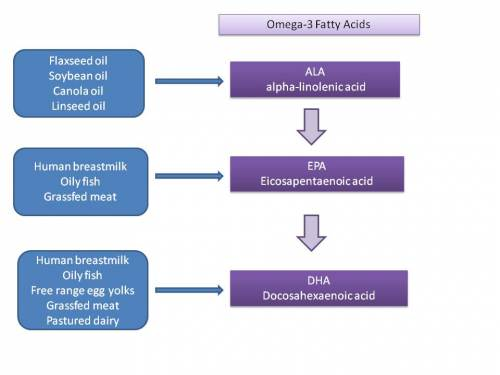 Omega-3 Fatty Acids
Flaxseed oil
Soybean oil
Canola oil
Linseed oil
ALA
alpha-linolenic acid
Human breastmilk
Oily fish
Grassfed meat
EPA
Eicosapentaenoic acid
Human breastmilk
Oily fish
Free range egg yolks
Grassfed meat
Pastured dairy
DHA
Docosahexaenoic acid